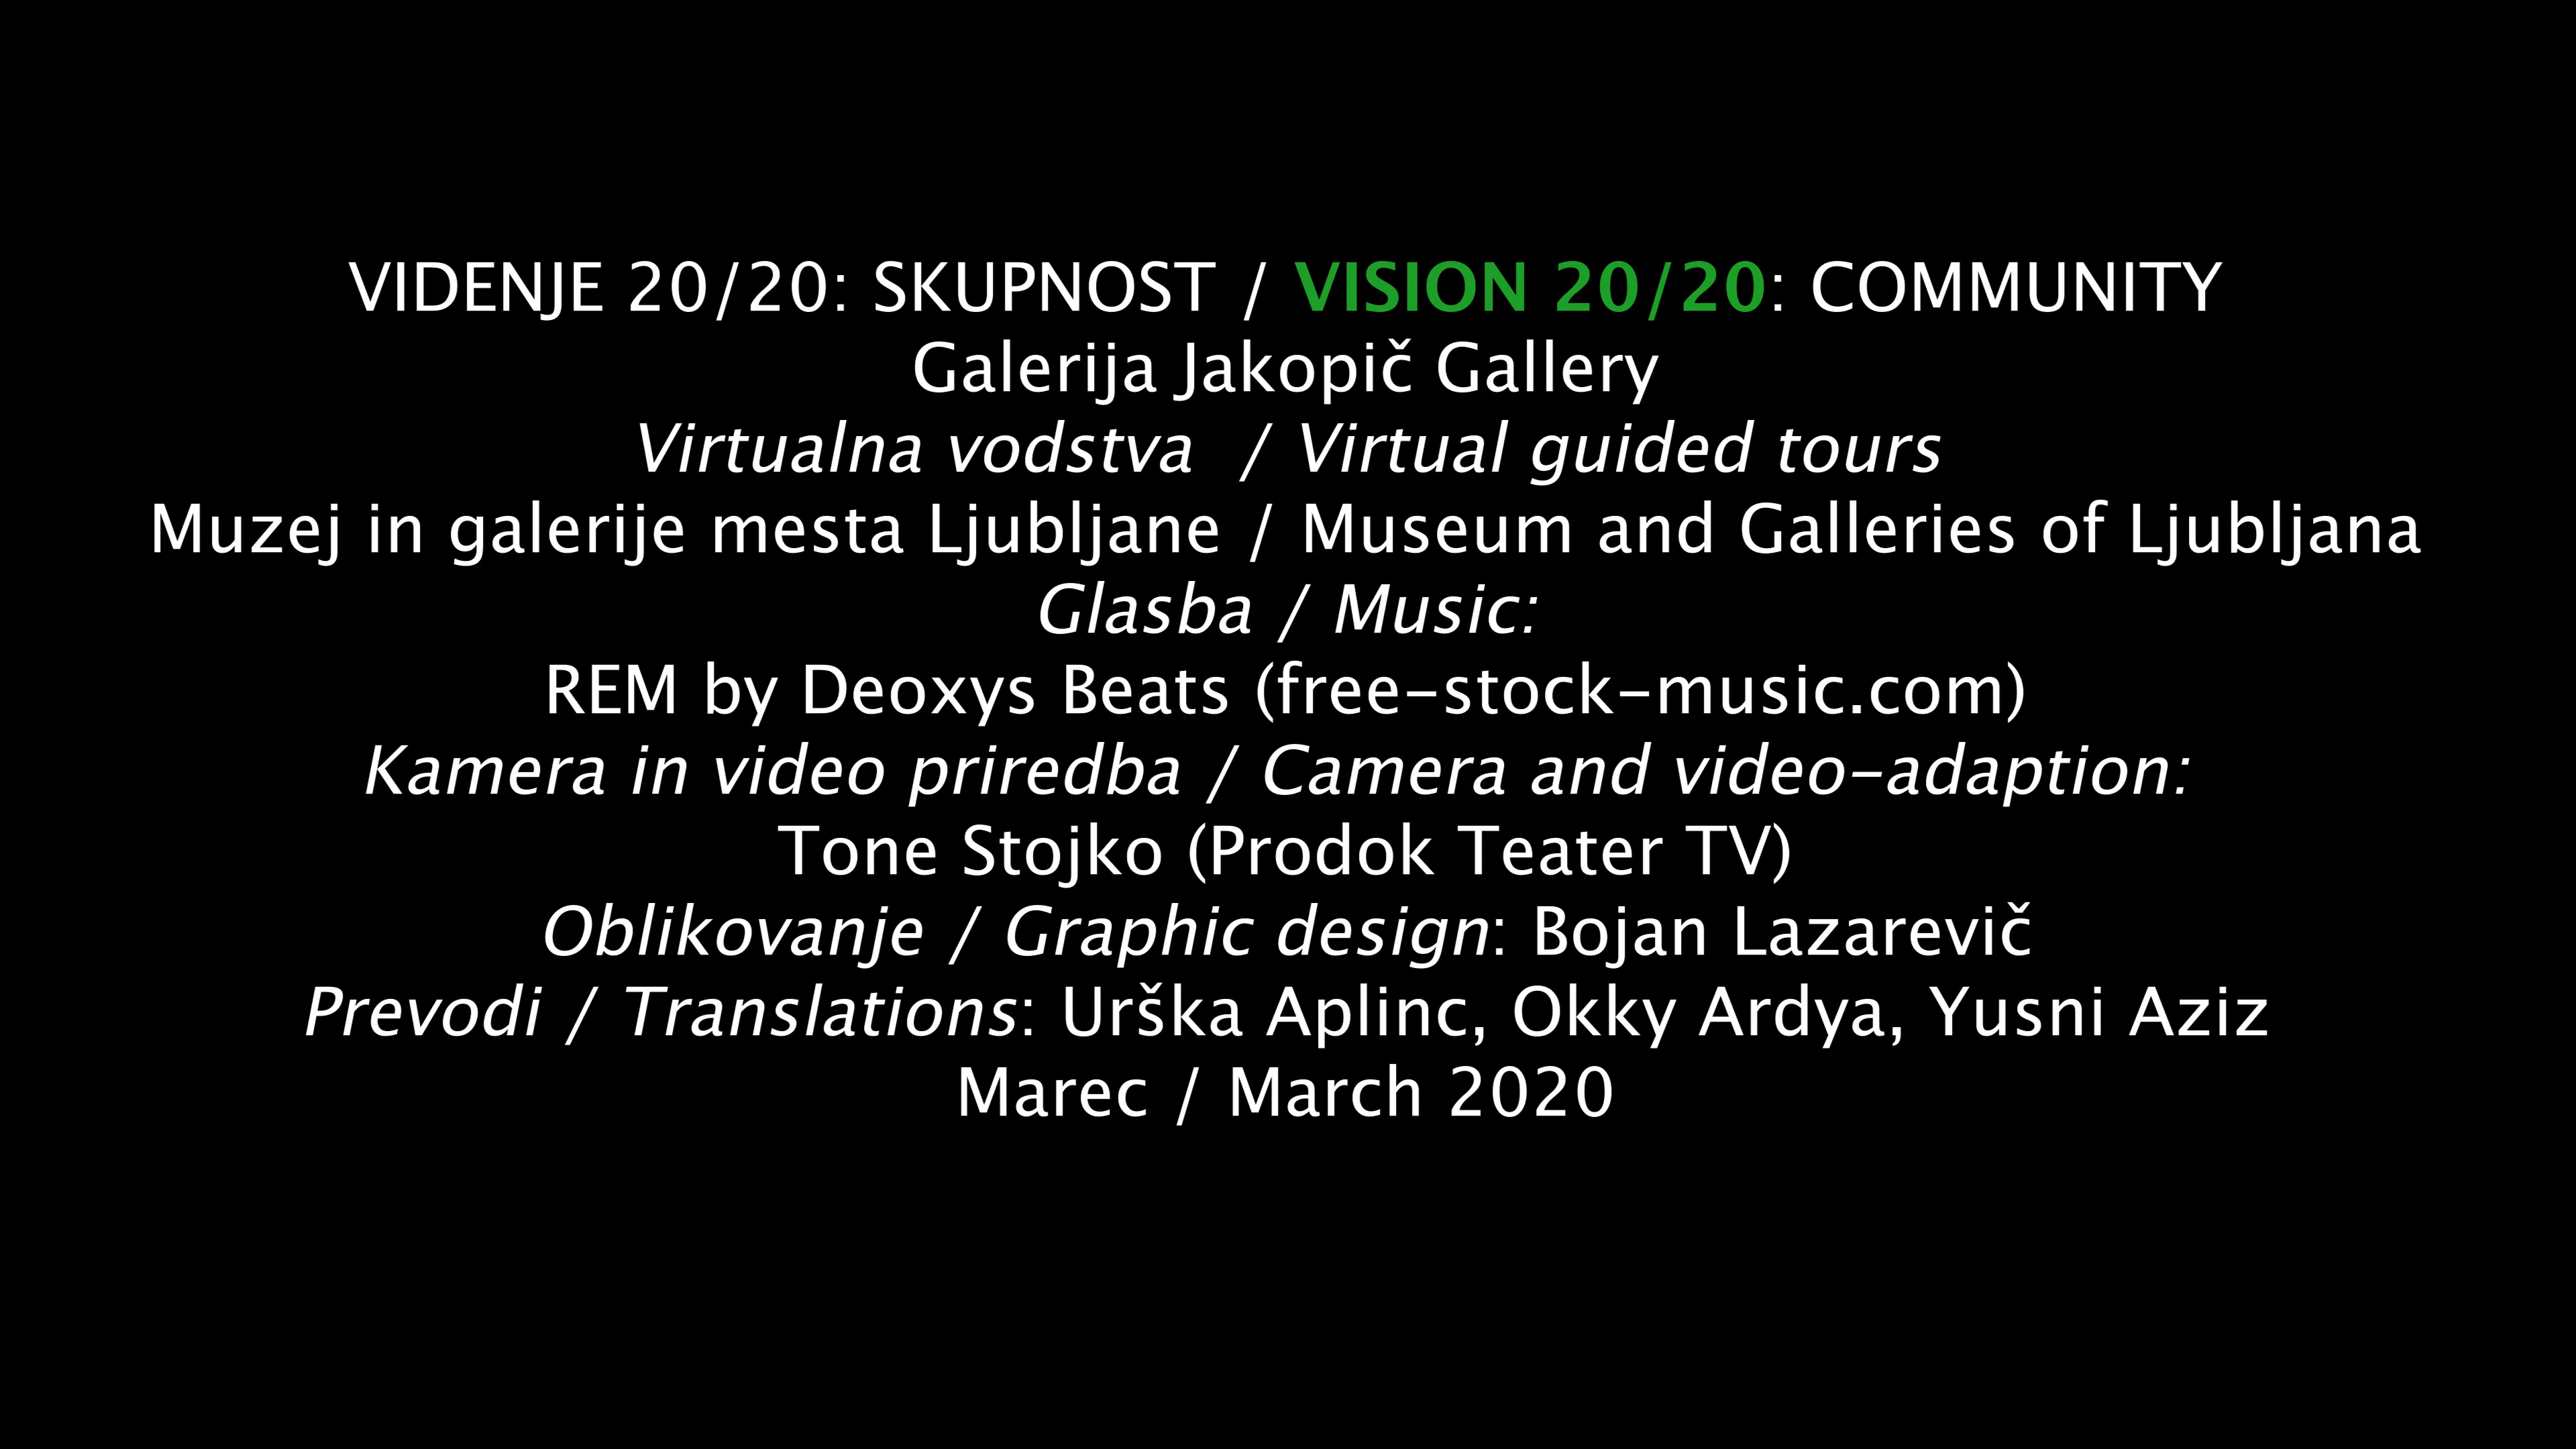 VIDENJE 20/20: SKUPNOST / VISION 20/20: COMMUNITY
Galerija Jakopič Gallery
Virtualna vodstva / Virtual guided tours
Muzej in galerije mesta Ljubljane / Museum and Galleries of Ljubljana
Glasba / Music:
REM by Deoxys Beats (free-stock-music.com)
Kamera in video priredba / Camera and video-adaption:
Tone Stojko (Prodok Teater TV)
Oblikovanje / Graphic design: Bojan Lazarevič
Prevodi / Translations: Urška Aplinc, Okky Ardya, Yusni Aziz
Marec / March 2020